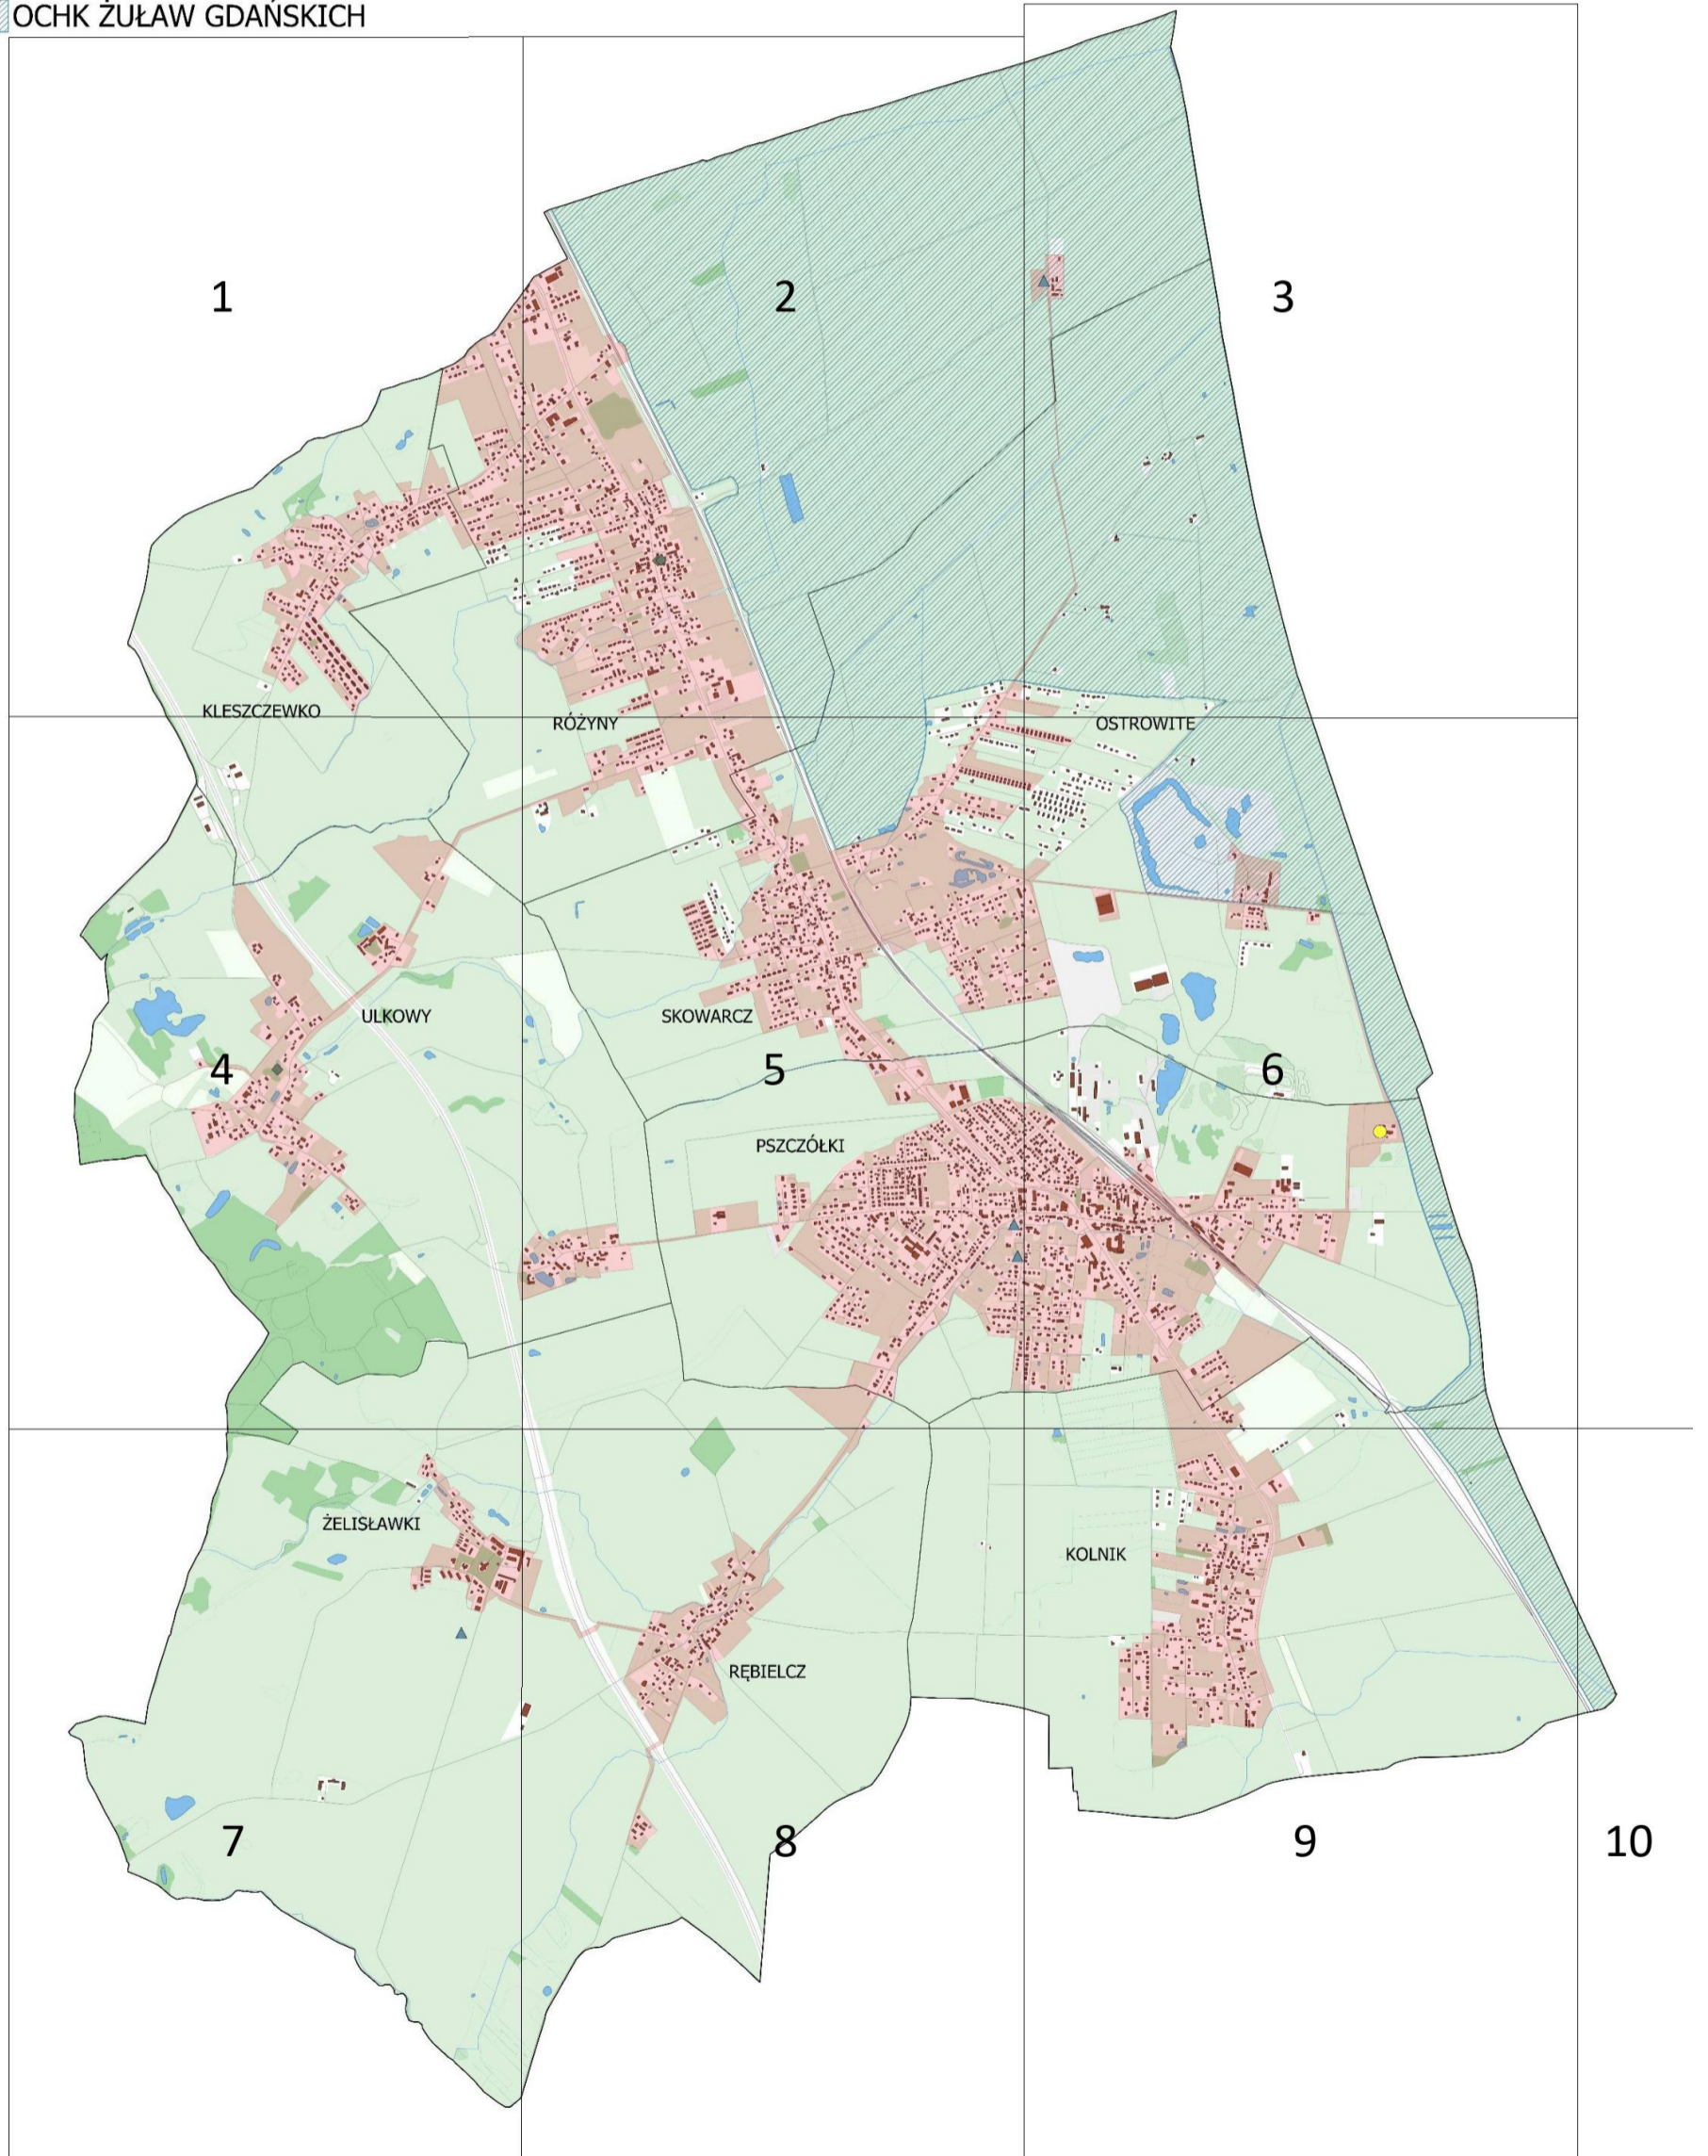 OCHK ŻUŁAW GDAŃSKICH
1
2
3
KLESZCZEWKO
RÓŻYNY
OSTROWITE
ULKOWY
SKOWARCZ
4
5
6
PSZCZÓŁKI
ŻELISŁAWKI
KOLNIK
RĘBIELCZ
7
8
9
10